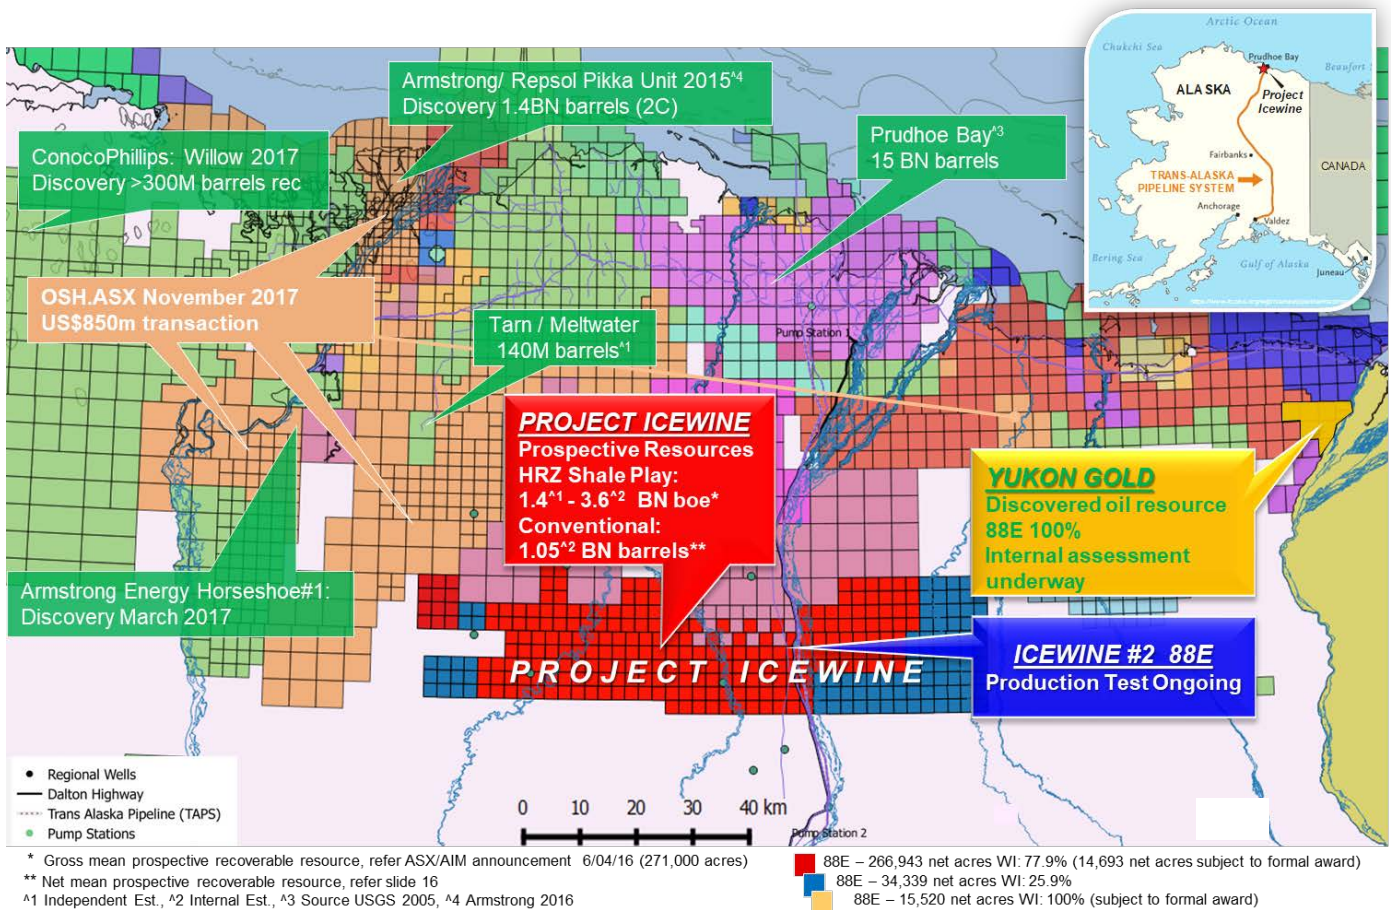 Arctic Ocean
Chukchi Sea
Prudhoe Bay
Beaufort
ALASKA
Project
Icewine
Fairbanks
CANADA
TRANS-ALASKA
PIPELINE SYSTEM
Anchorage
Valdez
Bering Sea
Gulf of Alaska
Juneau
Armstrong/ Repsol Pikka Unit 2015^4
Discovery 1.4BN barrels (2C)
Prudhoe Bay^3
15 BN barrels
ConocoPhillips: Willow 2017
Discovery >300M barrels rec
OSH.ASX November 2017
US$850m transaction
Tarn / Meltwater
140M barrels^1
Pump Station 1
PROJECT ICEWINE
Prospective Resources
HRZ Shale Play:
1.4^1 - 3.6^2 BN boe*
Conventional:
1.05^2 BN barrels**
YUKON GOLD
Discovered oil resource
88E 100%
Internal assessment
underway
Armstrong Energy Horseshoe#1:
Discovery March 2017
PROJECT ICEWINE
ICEWINE #2 88E
Production Test Ongoing
Regional Wells
Dalton Highway
Trans Alaska Pipeline (TAPS)
Pump Stations
0 10 20 30 40 km
Pump Station 2
* Gross mean prospective recoverable resource, refer ASX/AIM announcement 6/04/16 (271,000 acres)
** Net mean prospective recoverable resource, refer slide 16
^1 Independent Est., ^2 Internal Est., ^3 Source USGS 2005, ^4 Armstrong 2016
88E – 266,943 net acres WI: 77.9% (14,693 net acres subject to formal award)
88E – 34,339 net acres WI: 25.9%
88E – 15,520 net acres WI: 100% (subject to formal award)